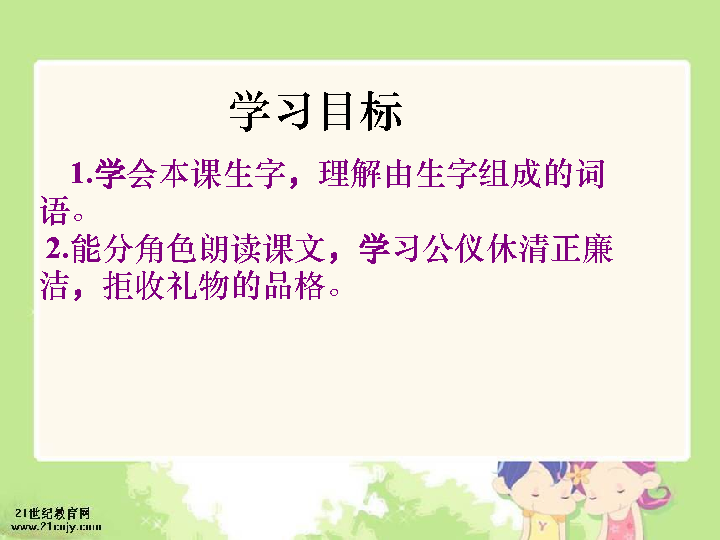 学习目标
1.学会本课生字，理解由生字组成的词
语。
2.能分角色朗读课文，学习公仪休清正廉
洁，拒收礼物的品格。
21世纪教育网
www.21cnjy.com